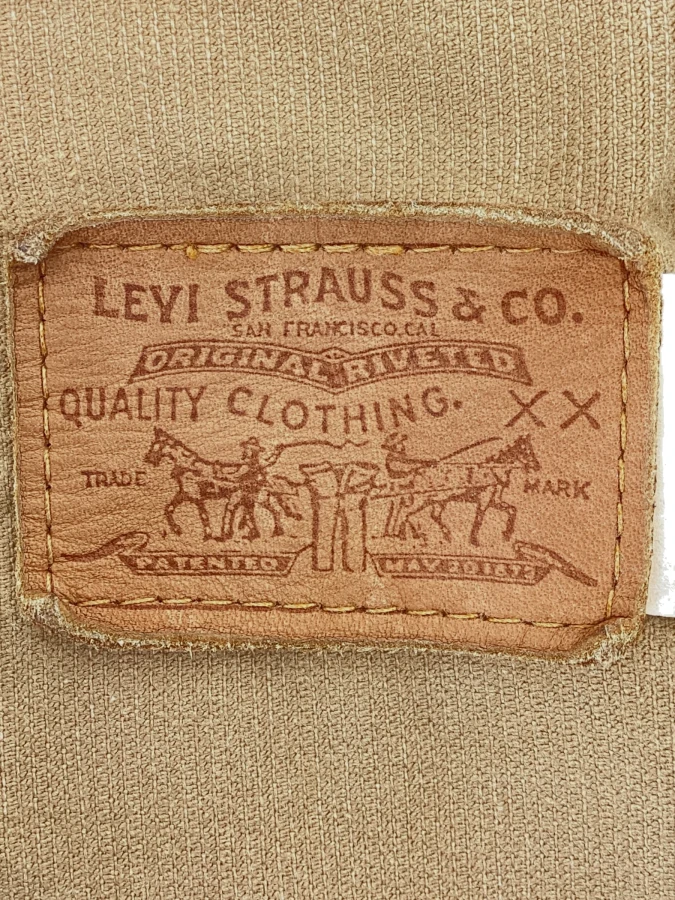 LEVI STRAUSS & CO.
SAN FRANCISCO, CAL
ORIGINAL RIVETED
QUALITY CLOTHING. XX
TRADE MARK
PATENTED MAY 20 1873